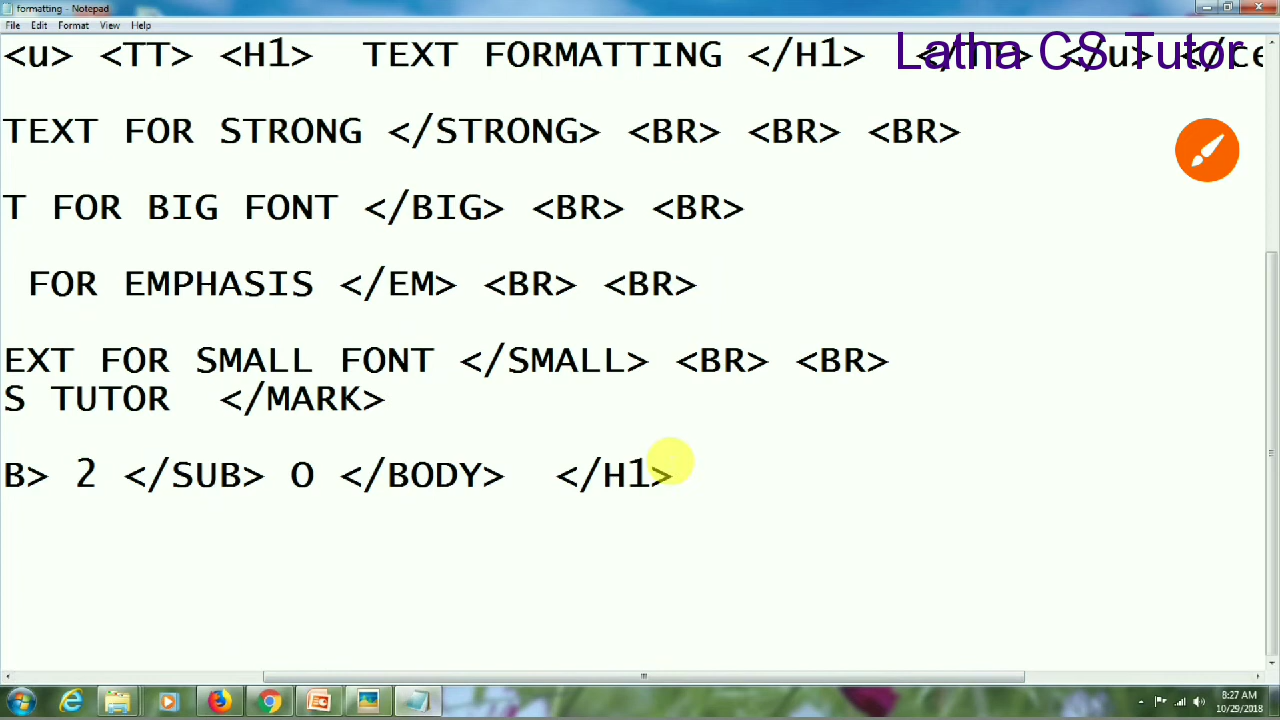 formatting - Notepad
File Edit Format View Help
<u> <TT> <H1> TEXT FORMATTING </H1> </TT> </u> </ce
Latha CS Tutor
TEXT FOR STRONG </STRONG> <BR> <BR> <BR>
T FOR BIG FONT </BIG> <BR> <BR>
FOR EMPHASIS </EM> <BR> <BR>
EXT FOR SMALL FONT </SMALL> <BR> <BR>
S TUTOR </MARK>
B> 2 </SUB> O </BODY> </H1>
8:27 AM
10/29/2018